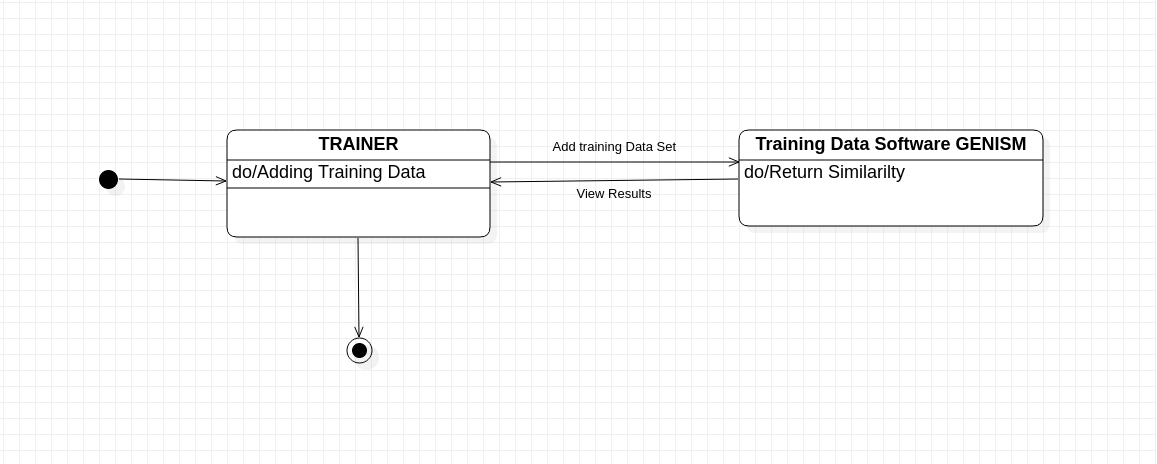 TRAINER
do/Adding Training Data
Add training Data Set
View Results
Training Data Software GENISM
do/Return Similarilty